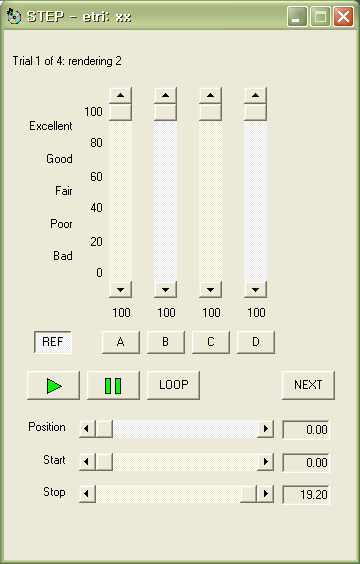 STEP - etri: xx
Trial 1 of 4: rendering 2
100
Excellent
80
Good
Fair
60
40
Poor
20
Bad
0
100 100 100 100
REF A B C D
LOOP NEXT
Position 0.00
Start 0.00
Stop 19.20